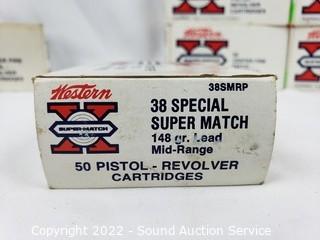 38SMRP
Western
X
SUPER-MATCH
38 SPECIAL
SUPER MATCH
148 gr. Lead
Mid-Range
50 PISTOL - REVOLVER
CARTRIDGES
Copyright 2022 - Sound Auction Service